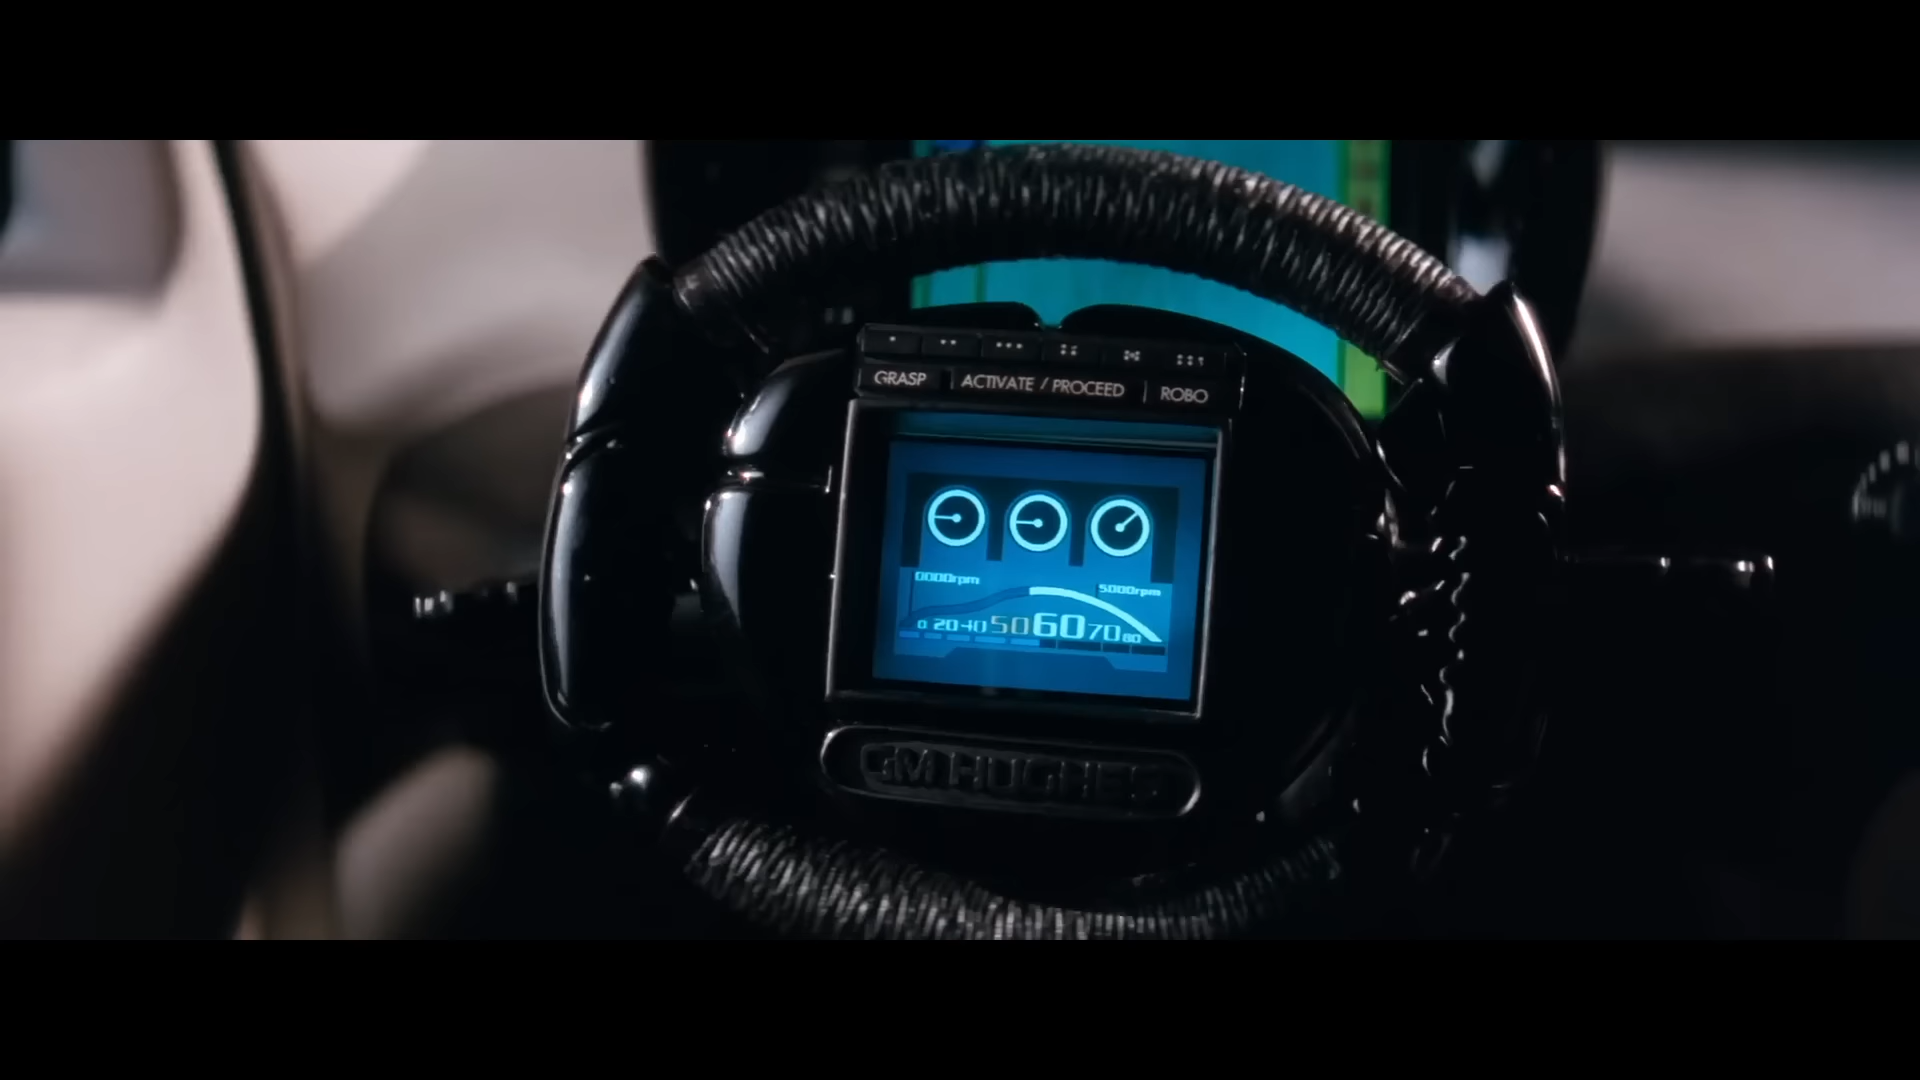 GRASP | ACTIVATE / PROCEED | ROBO
0000rpm
5000rpm
0 20 40 50 60 70 80
GM HUGHES